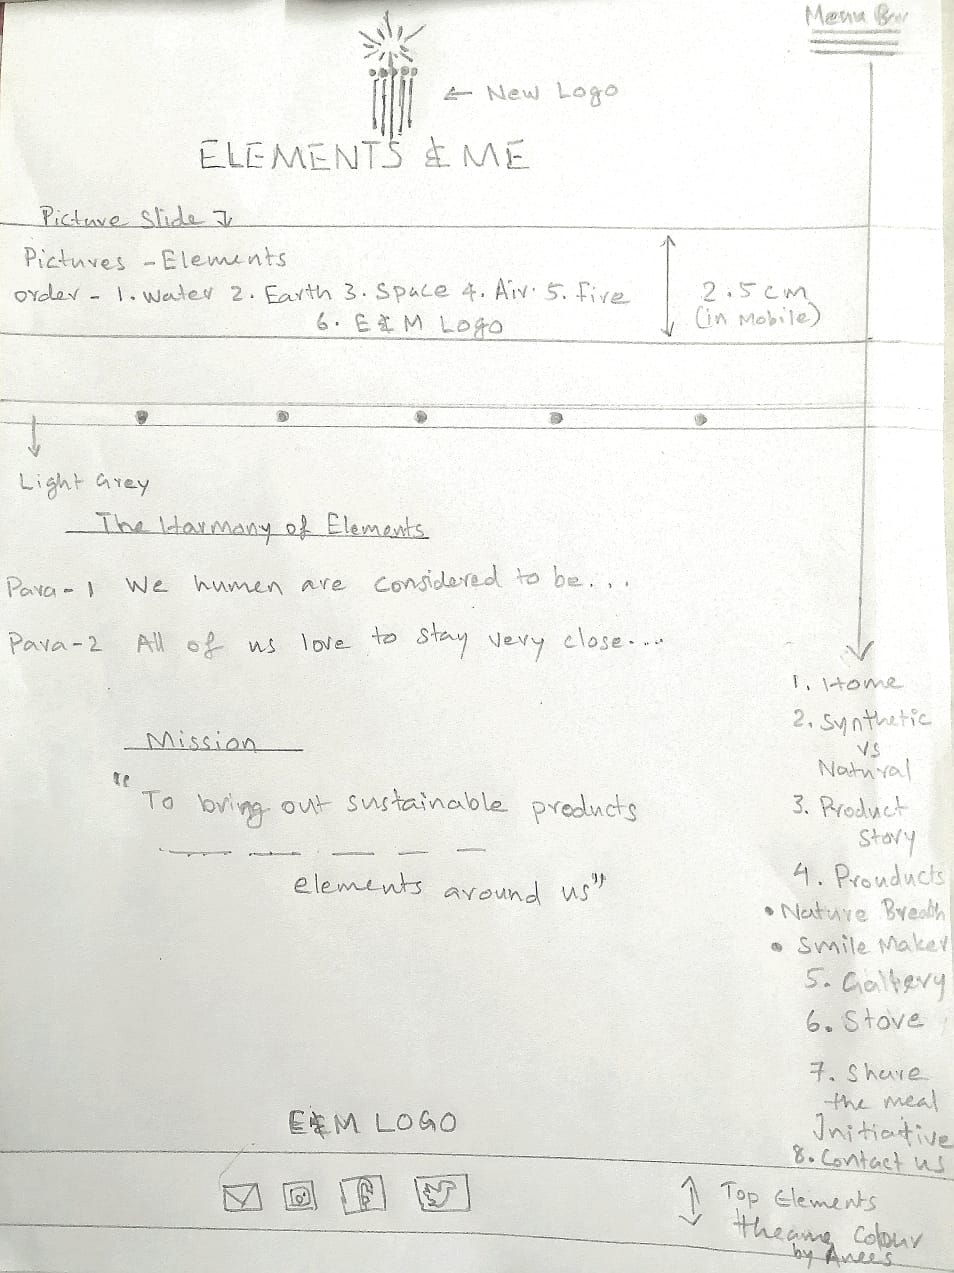 Menu Bar
← New Logo
ELEMENTS & ME
Picture Slide ↴
Pictures - Elements
order - 1. Water 2. Earth 3. Space 4. Air. 5. Fire
6. E&M Logo
2.5 cm
(in Mobile)
Light Grey
The Harmony of Elements
Para-1 We humen are considered to be...
Para-2 All of us love to stay very close....
Mission
"To bring out sustainable products
elements around us"
1. Home
2. Synthetic
vs
Natural
3. Product
Story
4. Prouducts
• Nature Breath
• Smile Maker
5. Gallery
6. Store
7. Share
the meal
Initiative
8. Contact us
E&M LOGO
Top Elements
Colour
by Anees